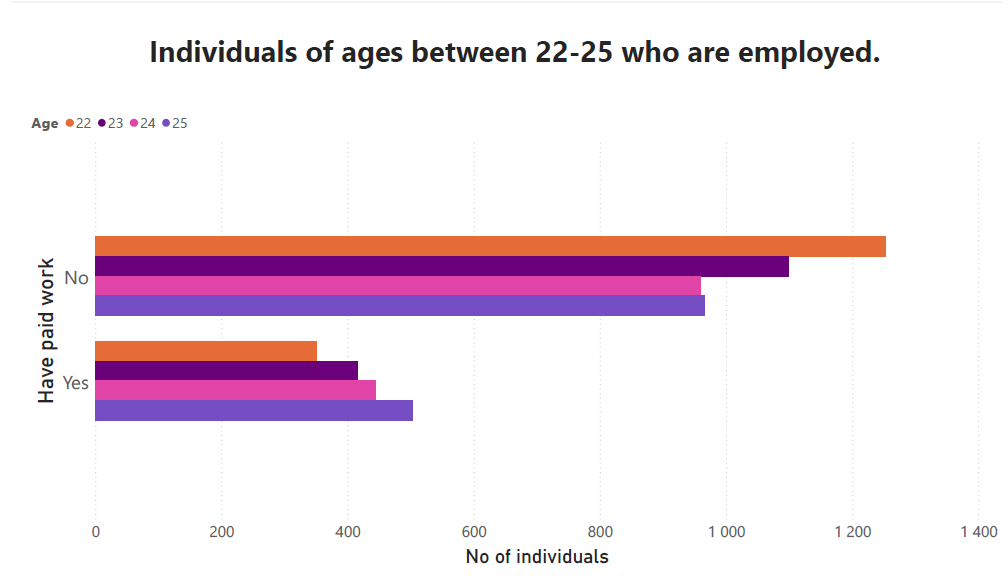 Individuals of ages between 22-25 who are employed.
Age 22 23 24 25
Have paid work
No
Yes
0 200 400 600 800 1 000 1 200 1 400
No of individuals